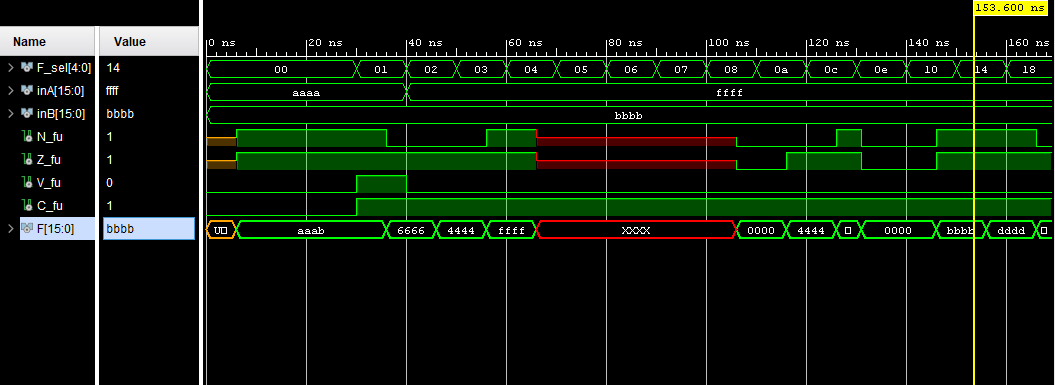 153.600 ns
Name Value
0 ns 20 ns 40 ns 60 ns 80 ns 100 ns 120 ns 140 ns 160 ns
F_sel[4:0] 14 00 01 02 03 04 05 06 07 08 0a 0c 0e 10 14 18
inA[15:0] ffff aaaa ffff
inB[15:0] bbbb bbbb
N_fu 1
Z_fu 1
V_fu 0
C_fu 1
F[15:0] bbbb aaab 6666 4444 ffff XXXX 0000 4444 0000 bbbb dddd